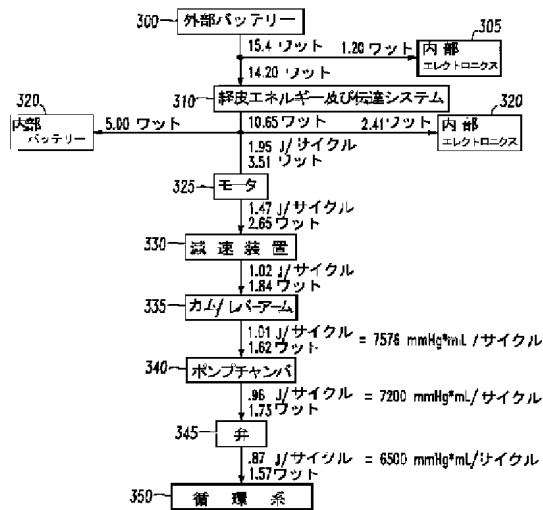 300
外部バッテリー
15.4 ワット
1.20 ワット
305
内部
エレクトロニクス
14.20 ワット
310
経皮エネルギー及び伝達システム
320
内部
バッテリー
5.00 ワット
10.65 ワット
2.41 ワット
320
内部
エレクトロニクス
1.95 J/サイクル
3.51 ワット
325
モータ
1.47 J/サイクル
2.65 ワット
330
減速装置
1.02 J/サイクル
1.84 ワット
335
カム/レバーアーム
1.01 J/サイクル = 7576 mmHg*mL/サイクル
1.82 ワット
340
ポンプチャンバ
.96 J/サイクル = 7200 mmHg*mL/サイクル
1.73 ワット
345
弁
.87 J/サイクル = 6500 mmHg*mL/サイクル
1.57 ワット
350
循環系